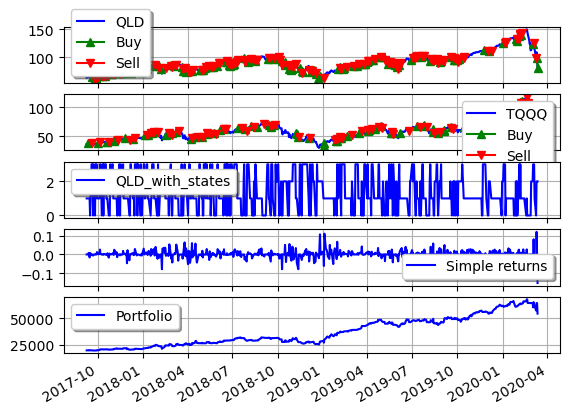 150
100
QLD
Buy
Sell
100
50
TQQQ
Buy
Sell
2
0
QLD_with_states
0.1
0.0
−0.1
Simple returns
50000
25000
Portfolio
2017-10
2018-01
2018-04
2018-07
2018-10
2019-01
2019-04
2019-07
2019-10
2020-01
2020-04